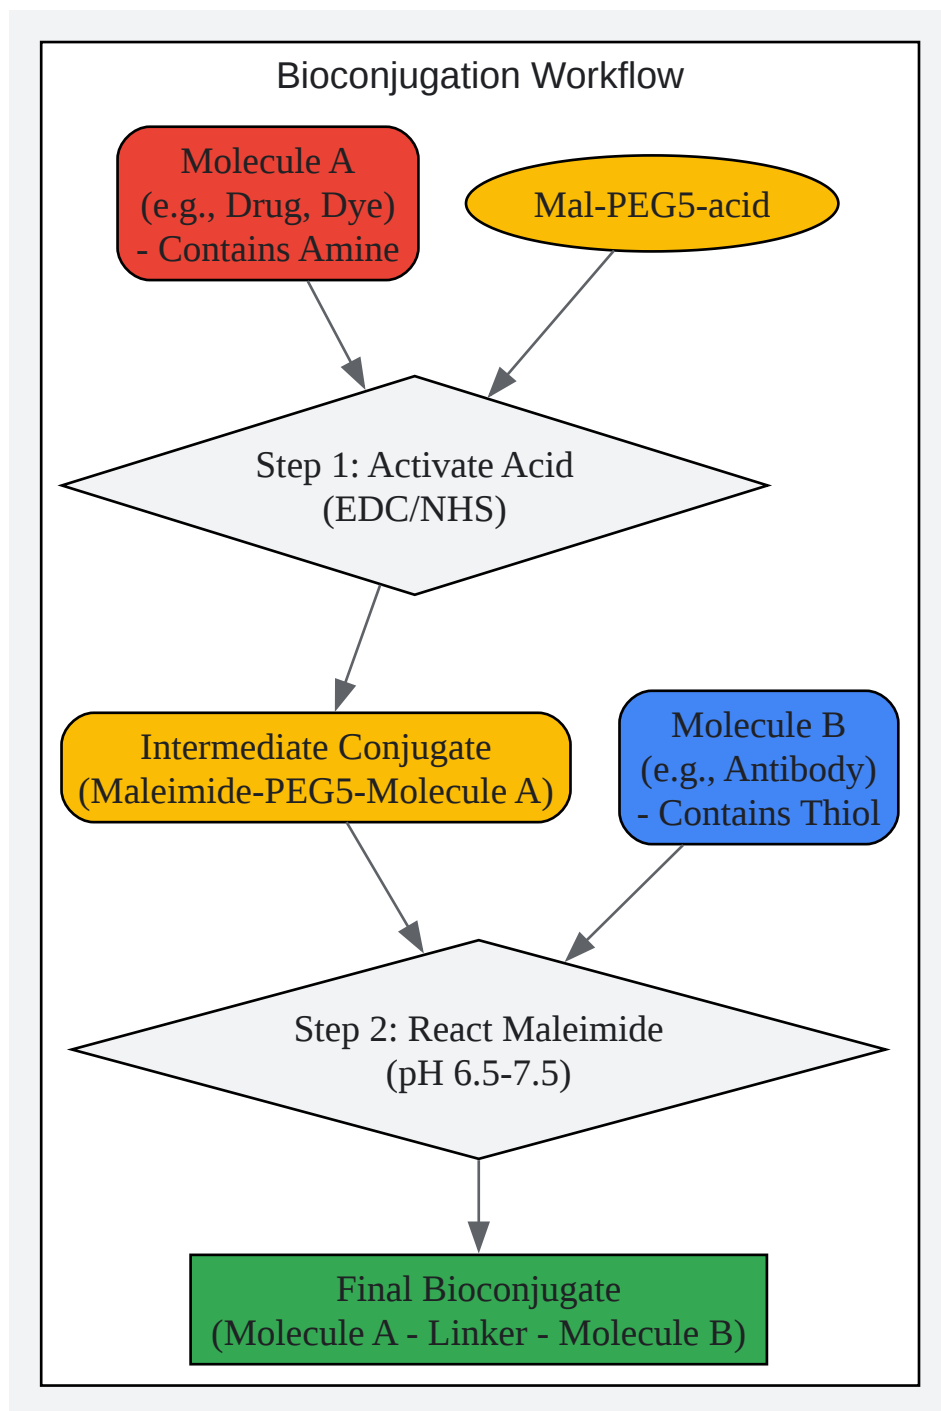 Bioconjugation Workflow
Molecule A
(e.g., Drug, Dye)
- Contains Amine
Mal-PEG5-acid
Step 1: Activate Acid
(EDC/NHS)
Intermediate Conjugate
(Maleimide-PEG5-Molecule A)
Molecule B
(e.g., Antibody)
- Contains Thiol
Step 2: React Maleimide
(pH 6.5-7.5)
Final Bioconjugate
(Molecule A - Linker - Molecule B)